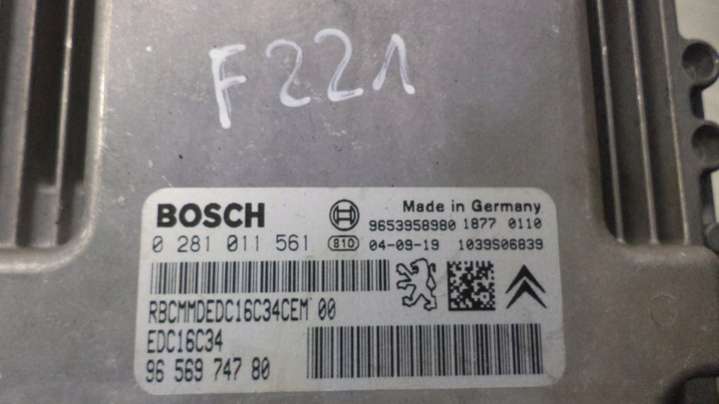 F221
BOSCH
Made in Germany
9653958980 1877 0110
0 281 011 561 810 04-09-19 1039S06839
RBCMMDEDC16C34CEM 00
EDC16C34
96 569 747 80